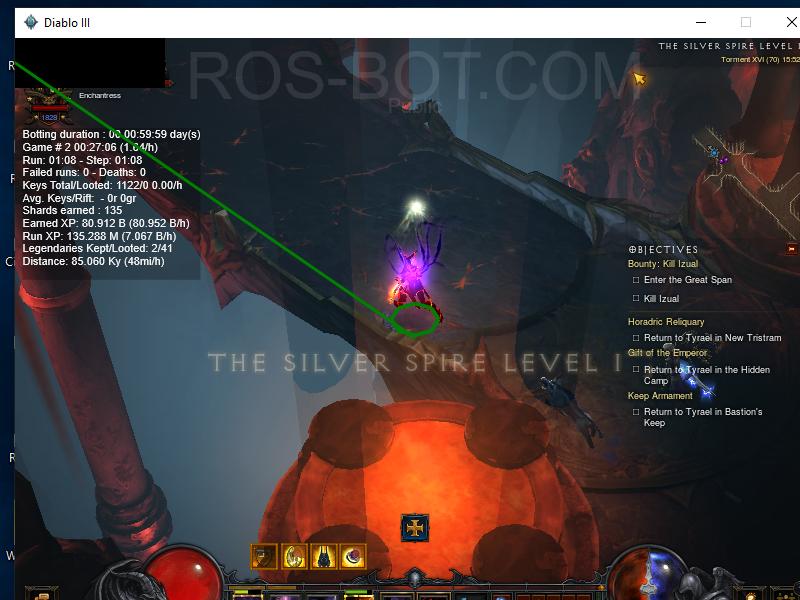 Diablo III
THE SILVER SPIRE LEVEL 1
Torment XVI (70) 15:52
ROS-BOT.COM
Public
Enchantress
1828
Botting duration : 00:00:59:59 day(s)
Game # 2 00:27:06 (1.64/h)
Run: 01:08 - Step: 01:08
Failed runs: 0 - Deaths: 0
Keys Total/Looted: 1122/0 0.00/h
Avg. Keys/Rift: - 0r 0gr
Shards earned : 135
Earned XP: 80.912 B (80.952 B/h)
Run XP: 135.288 M (7.067 B/h)
Legendaries Kept/Looted: 2/41
Distance: 85.060 Ky (48mi/h)
OBJECTIVES
Bounty: Kill Izual
Enter the Great Span
Kill Izual
Horadric Reliquary
Return to Tyrael in New Tristram
Gift of the Emperor
Return to Tyrael in the Hidden
Camp
Keep Armament
Return to Tyrael in Bastion's
Keep
THE SILVER SPIRE LEVEL 1